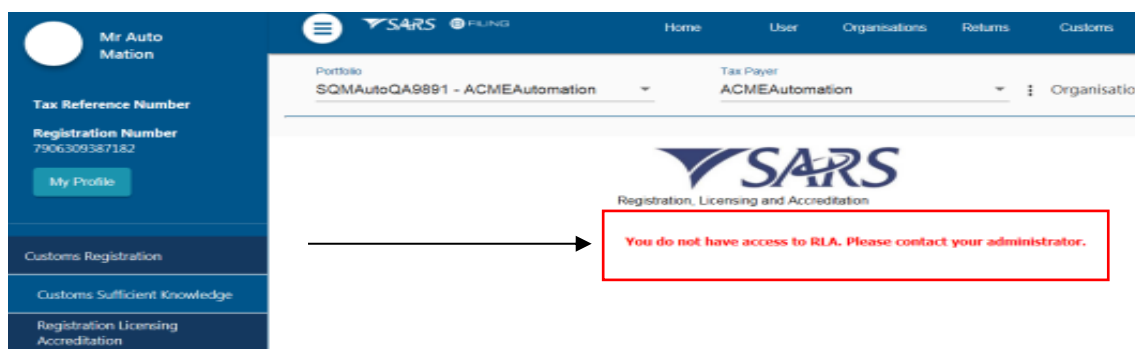 Mr Auto
Mation
Tax Reference Number
Registration Number
7906309387182
My Profile
Customs Registration
Customs Sufficient Knowledge
Registration Licensing
Accreditation
SARS eFILING
Home User Organisations Returns Customs
Portfolio
SQMAutoQA9891 - ACMEAutomation
Tax Payer
ACMEAutomation
Organisatio
SARS
Registration, Licensing and Accreditation
You do not have access to RLA. Please contact your administrator.